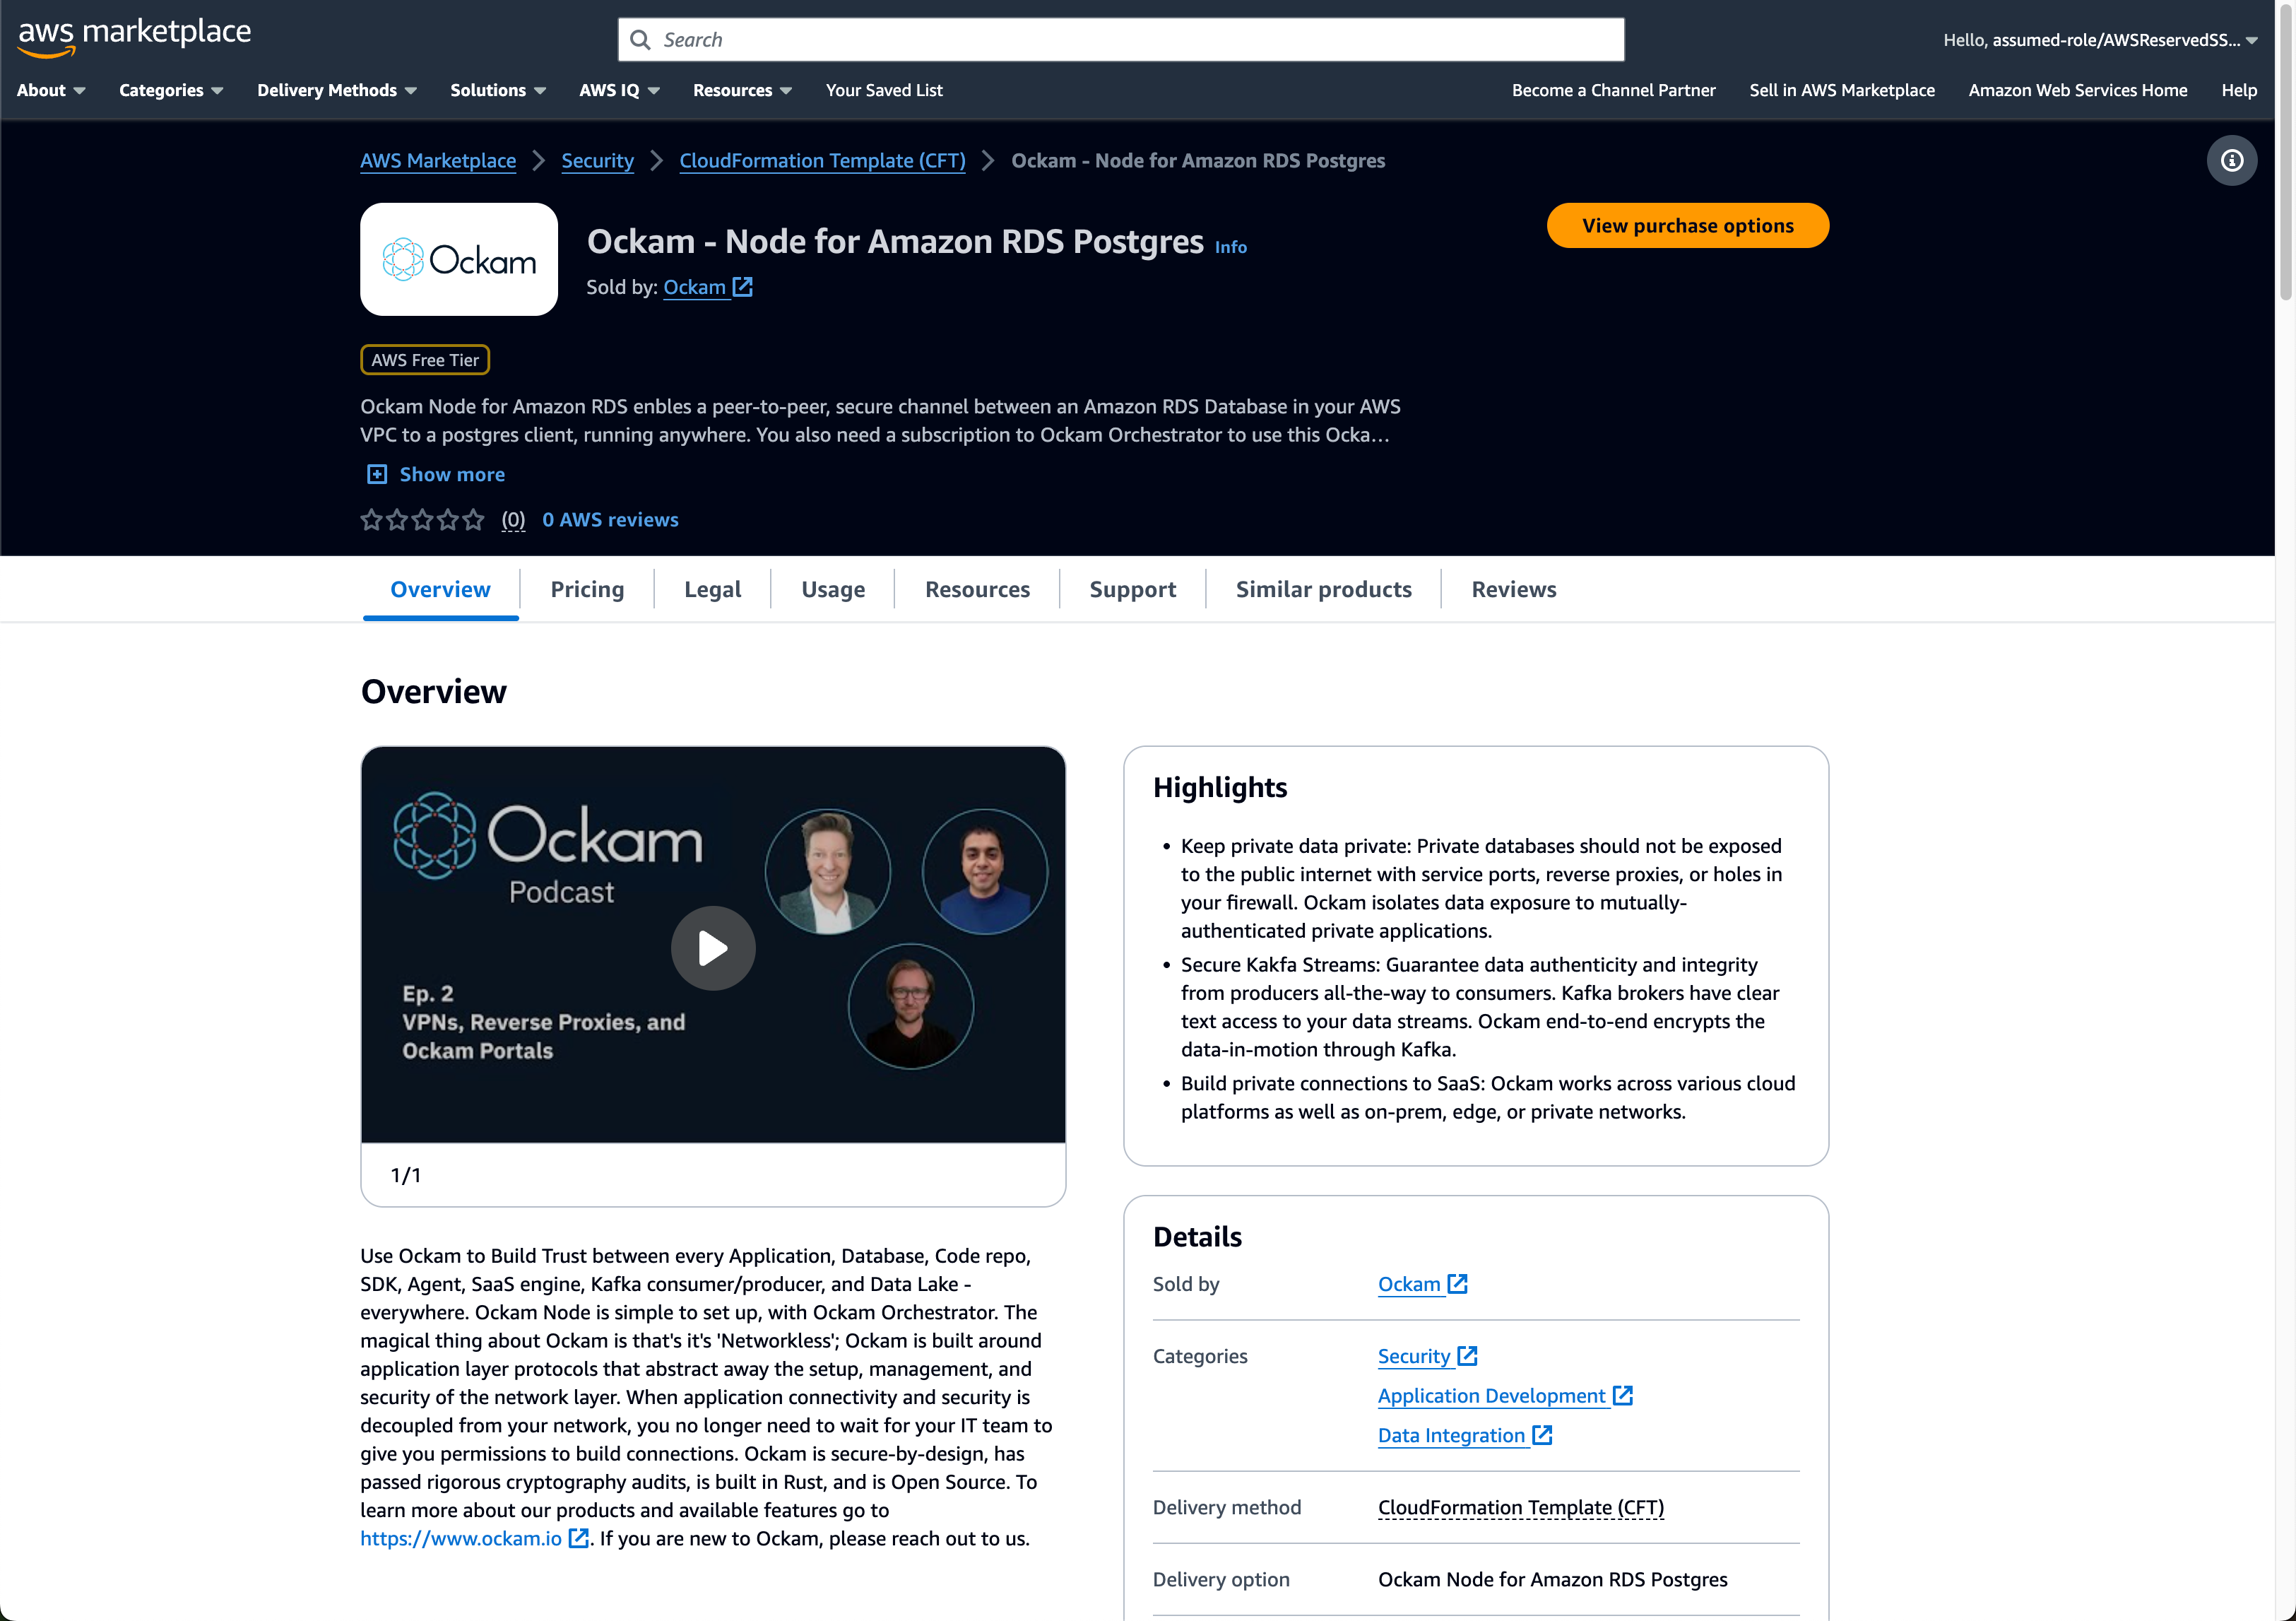 aws marketplace
Search
Hello, assumed-role/AWSReservedSS...
About
Categories
Delivery Methods
Solutions
AWS IQ
Resources
Your Saved List
Become a Channel Partner
Sell in AWS Marketplace
Amazon Web Services Home
Help
AWS Marketplace
Security
CloudFormation Template (CFT)
Ockam - Node for Amazon RDS Postgres
Ockam
Ockam - Node for Amazon RDS Postgres Info
View purchase options
Sold by: Ockam
AWS Free Tier
Ockam Node for Amazon RDS enbles a peer-to-peer, secure channel between an Amazon RDS Database in your AWS
VPC to a postgres client, running anywhere. You also need a subscription to Ockam Orchestrator to use this Ocka…
Show more
(0) 0 AWS reviews
Overview
Pricing
Legal
Usage
Resources
Support
Similar products
Reviews
Overview
Ockam
Podcast
Ep. 2
VPNs, Reverse Proxies, and
Ockam Portals
1/1
Use Ockam to Build Trust between every Application, Database, Code repo,
SDK, Agent, SaaS engine, Kafka consumer/producer, and Data Lake -
everywhere. Ockam Node is simple to set up, with Ockam Orchestrator. The
magical thing about Ockam is that's it's 'Networkless'; Ockam is built around
application layer protocols that abstract away the setup, management, and
security of the network layer. When application connectivity and security is
decoupled from your network, you no longer need to wait for your IT team to
give you permissions to build connections. Ockam is secure-by-design, has
passed rigorous cryptography audits, is built in Rust, and is Open Source. To
learn more about our products and available features go to
https://www.ockam.io . If you are new to Ockam, please reach out to us.
Highlights
• Keep private data private: Private databases should not be exposed
to the public internet with service ports, reverse proxies, or holes in
your firewall. Ockam isolates data exposure to mutually-
authenticated private applications.
• Secure Kakfa Streams: Guarantee data authenticity and integrity
from producers all-the-way to consumers. Kafka brokers have clear
text access to your data streams. Ockam end-to-end encrypts the
data-in-motion through Kafka.
• Build private connections to SaaS: Ockam works across various cloud
platforms as well as on-prem, edge, or private networks.
Details
Sold by Ockam
Categories Security
Application Development
Data Integration
Delivery method CloudFormation Template (CFT)
Delivery option Ockam Node for Amazon RDS Postgres